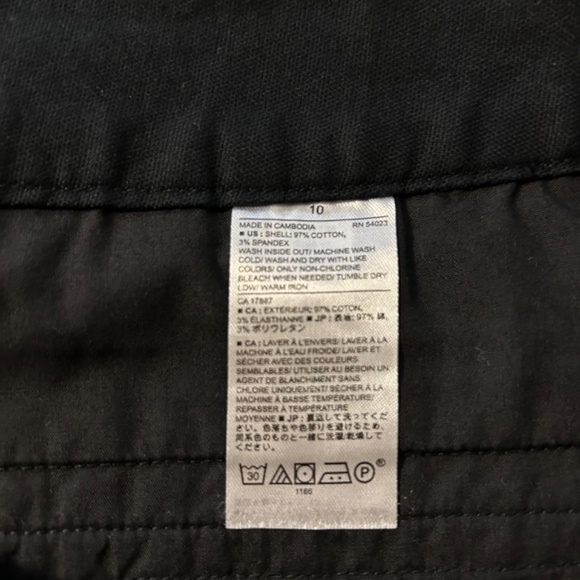 10
MADE IN CAMBODIA RN 54023
■ US : SHELL: 97% COTTON,
3% SPANDEX
WASH INSIDE OUT/ MACHINE WASH
COLD/ WASH AND DRY WITH LIKE
COLORS/ ONLY NON-CHLORINE
BLEACH WHEN NEEDED/ TUMBLE DRY
LOW/ WARM IRON
CA 17887
■ CA : EXTÉRIEUR: 97% COTON,
3% ÉLASTHANNE ■ JP : 表地: 97% 綿,
3% ポリウレタン
■ CA : LAVER À L'ENVERS/ LAVER À LA
MACHINE À L'EAU FROIDE/ LAVER ET
SÉCHER AVEC DES COULEURS
SEMBLABLES/ UTILISER AU BESOIN UN
AGENT DE BLANCHIMENT SANS
CHLORE UNIQUEMENT/ SÉCHER À LA
MACHINE À BASSE TEMPÉRATURE/
REPASSER À TEMPÉRATURE
MOYENNE ■ JP : 裏返して洗ってくだ
さい。色落ちや色移りを避けるため、
同系色のものと一緒に洗濯/乾燥して
ください。
30 P ®
1166